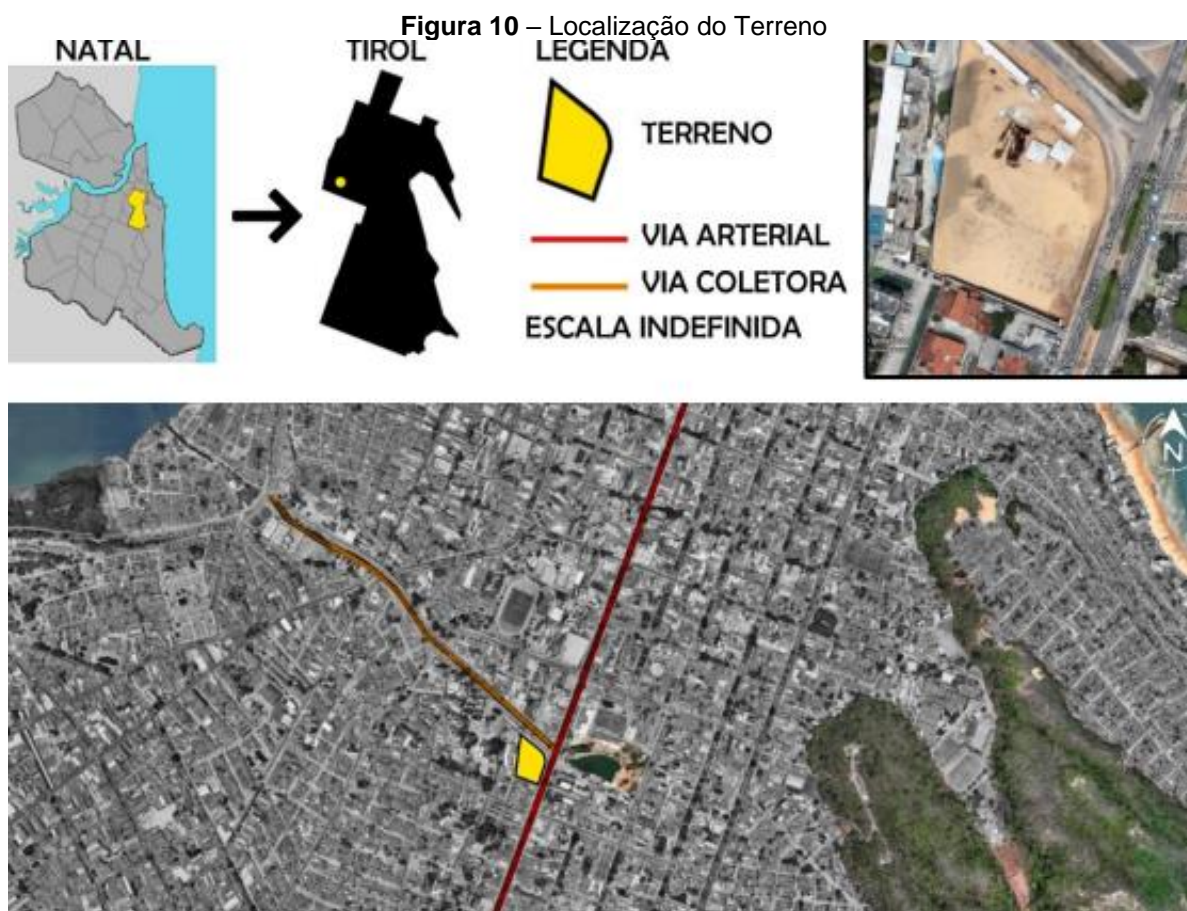 Figura 10 – Localização do Terreno
NATAL
TIROL
LEGENDA
TERRENO
VIA ARTERIAL
VIA COLETORA
ESCALA INDEFINIDA
N